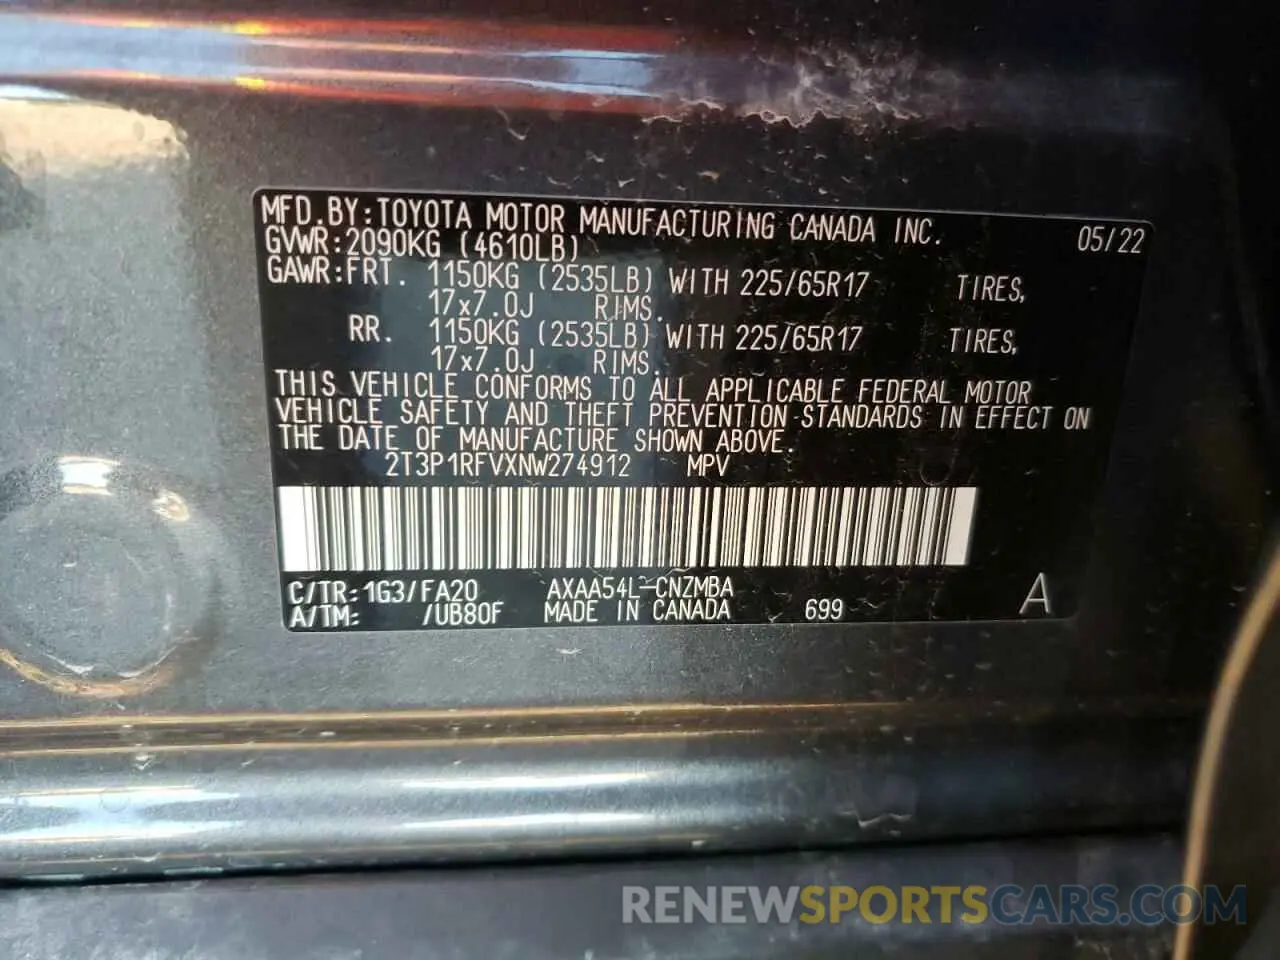 MFD.BY:TOYOTA MOTOR MANUFACTURING CANADA INC. 05/22
GVWR:2090KG (4610LB)
GAWR:FRT. 1150KG (2535LB) WITH 225/65R17 TIRES,
17x7.0J RIMS.
RR. 1150KG (2535LB) WITH 225/65R17 TIRES,
17x7.0J RIMS.
THIS VEHICLE CONFORMS TO ALL APPLICABLE FEDERAL MOTOR
VEHICLE SAFETY AND THEFT PREVENTION STANDARDS IN EFFECT ON
THE DATE OF MANUFACTURE SHOWN ABOVE.
2T3P1RFVXNW274912 MPV
C/TR:1G3/FA20 AXAA54L-CNZMBA
A/TM: /UB80F MADE IN CANADA 699 A
RENEWSPORTSCARS.COM